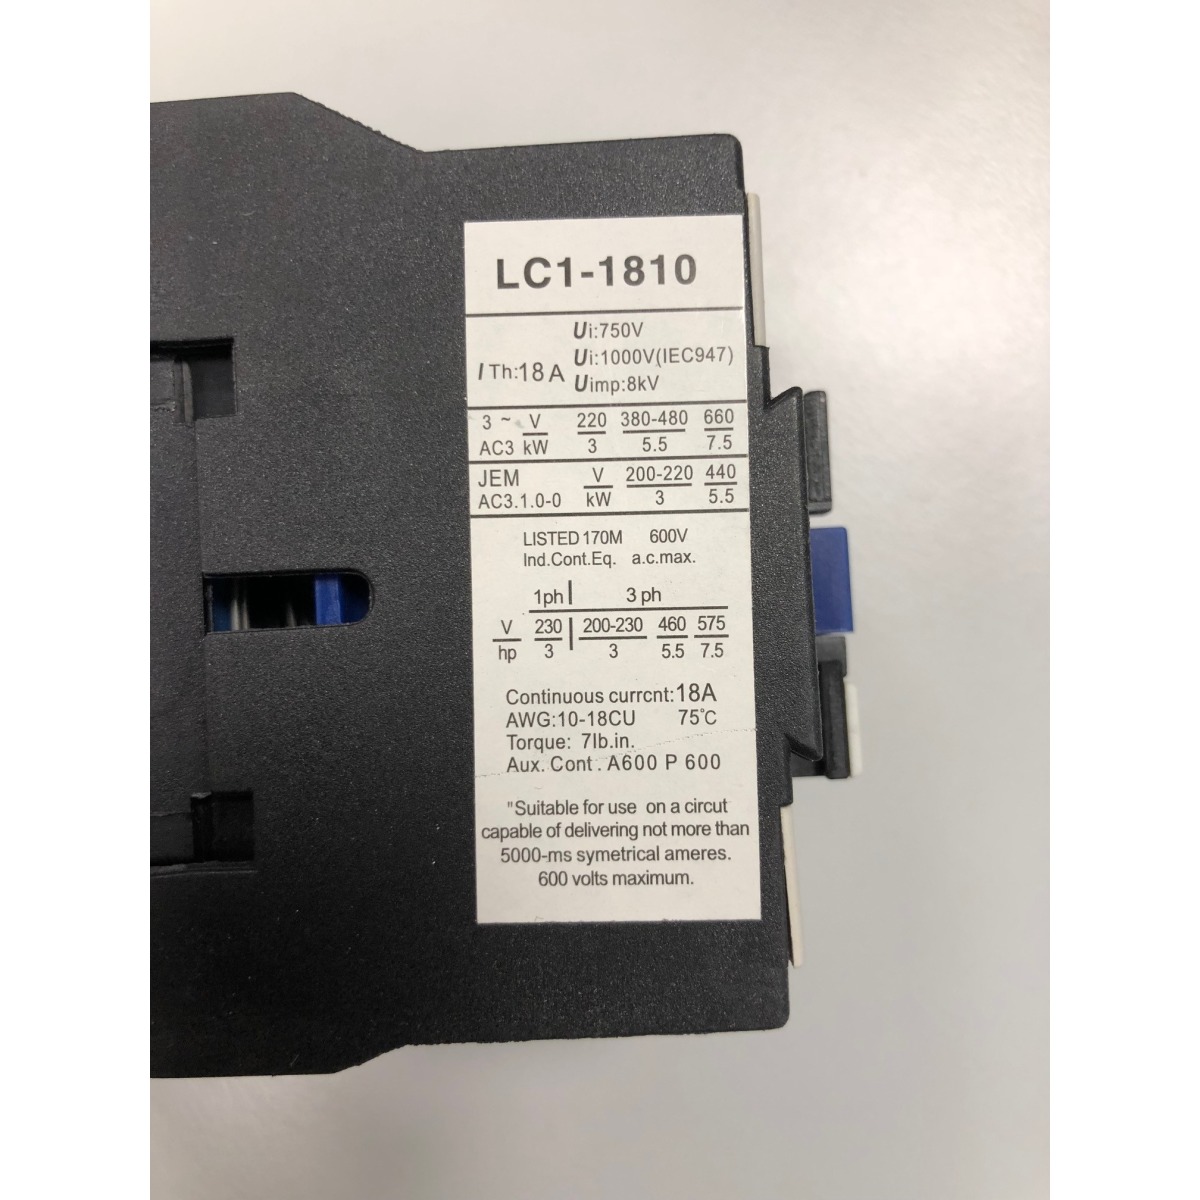 LC1-1810
Ui:750V
Ui:1000V(IEC947)
I Th:18A
Uimp:8kV
3 ~ V 220 380-480 660
AC3 kW 3 5.5 7.5
JEM V 200-220 440
AC3.1.0-0 kW 3 5.5
LISTED 170M 600V
Ind.Cont.Eq. a.c.max.
1ph 3 ph
V 230 200-230 460 575
hp 3 3 5.5 7.5
Continuous currcnt:18A
AWG:10-18CU 75°C
Torque: 7lb.in.
Aux. Cont . A600 P 600
"Suitable for use on a circut
capable of delivering not more than
5000-ms symetrical ameres.
600 volts maximum.